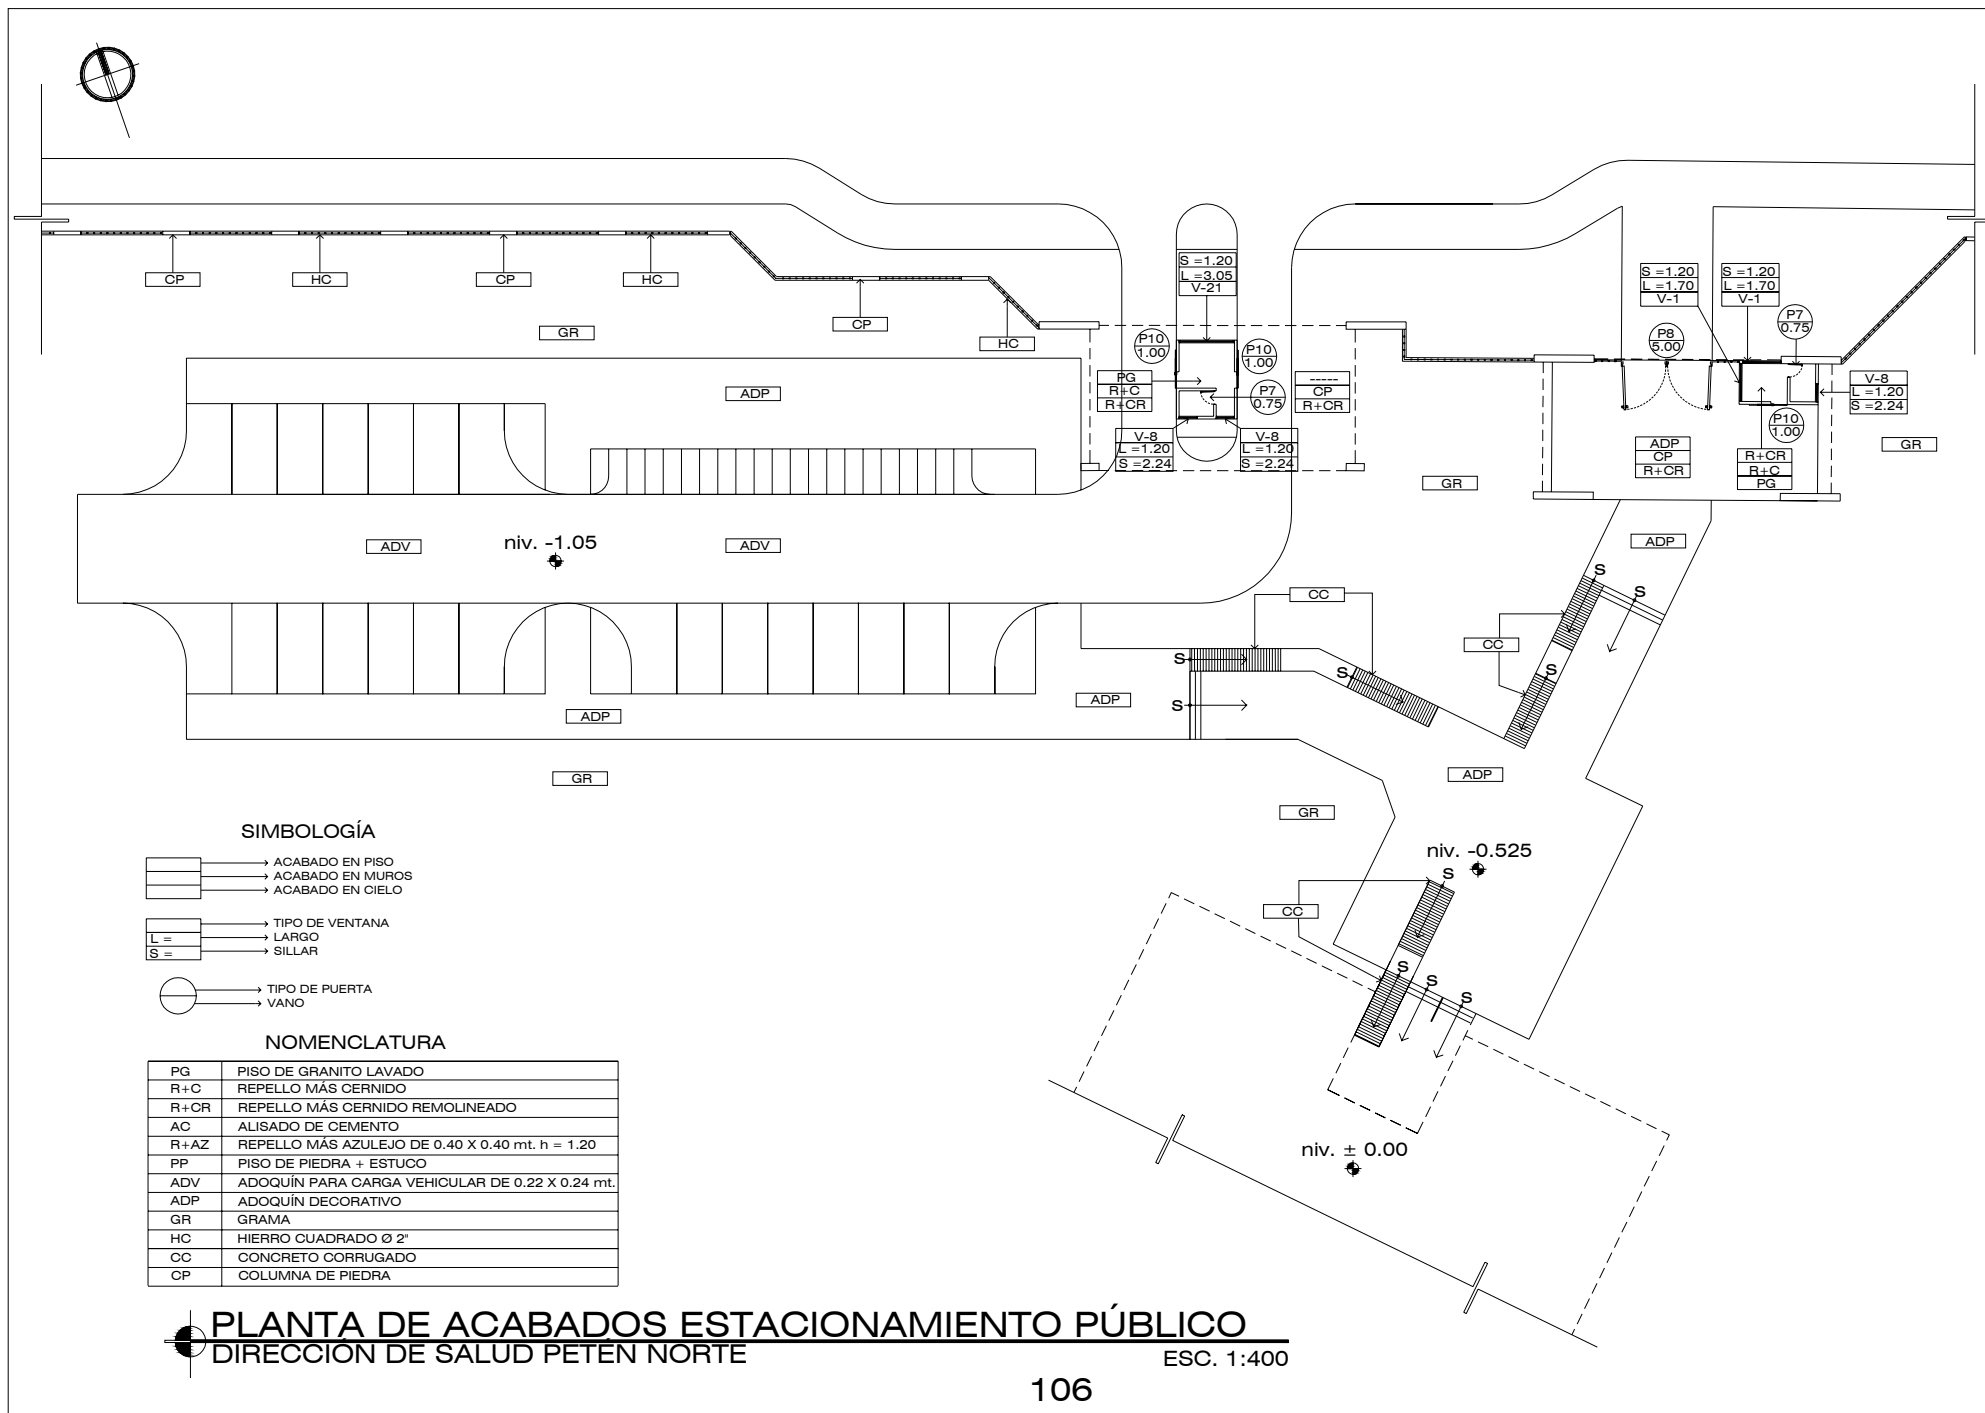 S =1.20
L =3.05
V-21
S =1.20
L =1.70
V-1
S =1.20
L =1.70
V-1
CP
HC
CP
HC
CP
HC
GR
P7
0.75
P8
5.00
P10
1.00
P10
1.00
PG
R+C
R+CR
P7
0.75
-----
CP
R+CR
V-8
L =1.20
S =2.24
ADP
V-8
L =1.20
S =2.24
V-8
L =1.20
S =2.24
P10
1.00
ADP
CP
R+CR
R+CR
R+C
PG
GR
GR
ADV
niv. -1.05
ADV
ADP
CC
S
S
CC
S
S
S
S
ADP
ADP
GR
ADP
GR
niv. -0.525
S
CC
S
S
S
niv. ± 0.00
SIMBOLOGÍA
ACABADO EN PISO
ACABADO EN MUROS
ACABADO EN CIELO
TIPO DE VENTANA
L = LARGO
S = SILLAR
TIPO DE PUERTA
VANO
NOMENCLATURA
PG PISO DE GRANITO LAVADO
R+C REPELLO MÁS CERNIDO
R+CR REPELLO MÁS CERNIDO REMOLINEADO
AC ALISADO DE CEMENTO
R+AZ REPELLO MÁS AZULEJO DE 0.40 X 0.40 mt. h = 1.20
PP PISO DE PIEDRA + ESTUCO
ADV ADOQUÍN PARA CARGA VEHICULAR DE 0.22 X 0.24 mt.
ADP ADOQUÍN DECORATIVO
GR GRAMA
HC HIERRO CUADRADO Ø 2"
CC CONCRETO CORRUGADO
CP COLUMNA DE PIEDRA
PLANTA DE ACABADOS ESTACIONAMIENTO PÚBLICO
DIRECCIÓN DE SALUD PETÉN NORTE
ESC. 1:400
106